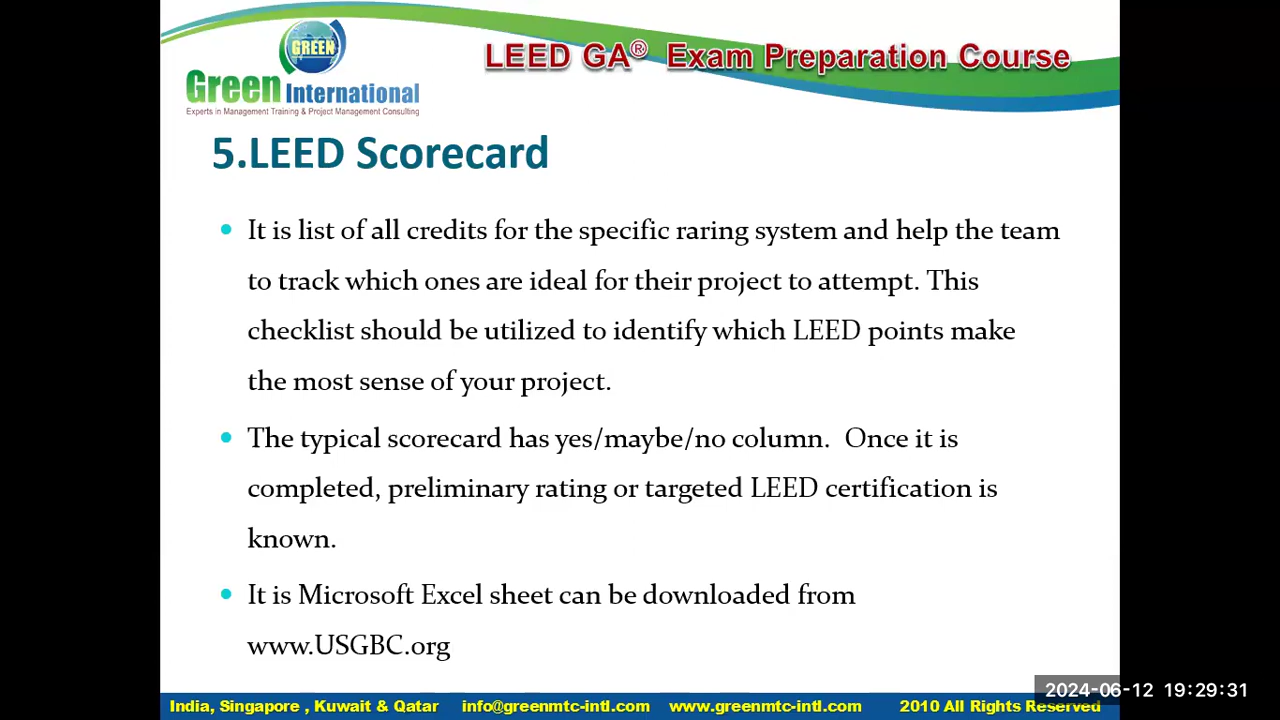 GREEN
Green International
Experts in Management Training & Project Management Consulting
LEED GA® Exam Preparation Course
5.LEED Scorecard
• It is list of all credits for the specific raring system and help the team
to track which ones are ideal for their project to attempt. This
checklist should be utilized to identify which LEED points make
the most sense of your project.
• The typical scorecard has yes/maybe/no column.  Once it is
completed, preliminary rating or targeted LEED certification is
known.
• It is Microsoft Excel sheet can be downloaded from
www.USGBC.org
2024-06-12 19:29:31
India, Singapore , Kuwait & Qatar info@greenmtc-intl.com www.greenmtc-intl.com 2010 All Rights Reserved